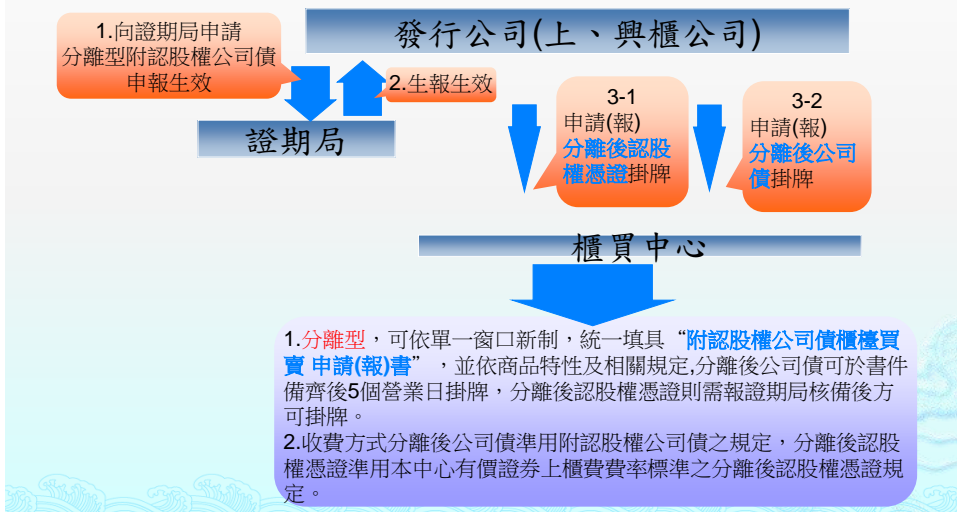 1.向證期局申請
分離型附認股權公司債
申報生效
發行公司(上、興櫃公司)
2.生報生效
證期局
3-1
申請(報)
分離後認股
權憑證掛牌
3-2
申請(報)
分離後公司
債掛牌
櫃買中心
1.分離型，可依單一窗口新制，統一填具“附認股權公司債櫃檯買
賣 申請(報)書”，並依商品特性及相關規定,分離後公司債可於書件
備齊後5個營業日掛牌，分離後認股權憑證則需報證期局核備後方
可掛牌。
2.收費方式分離後公司債準用附認股權公司債之規定，分離後認股
權憑證準用本中心有價證券上櫃費費率標準之分離後認股權憑證規
定。